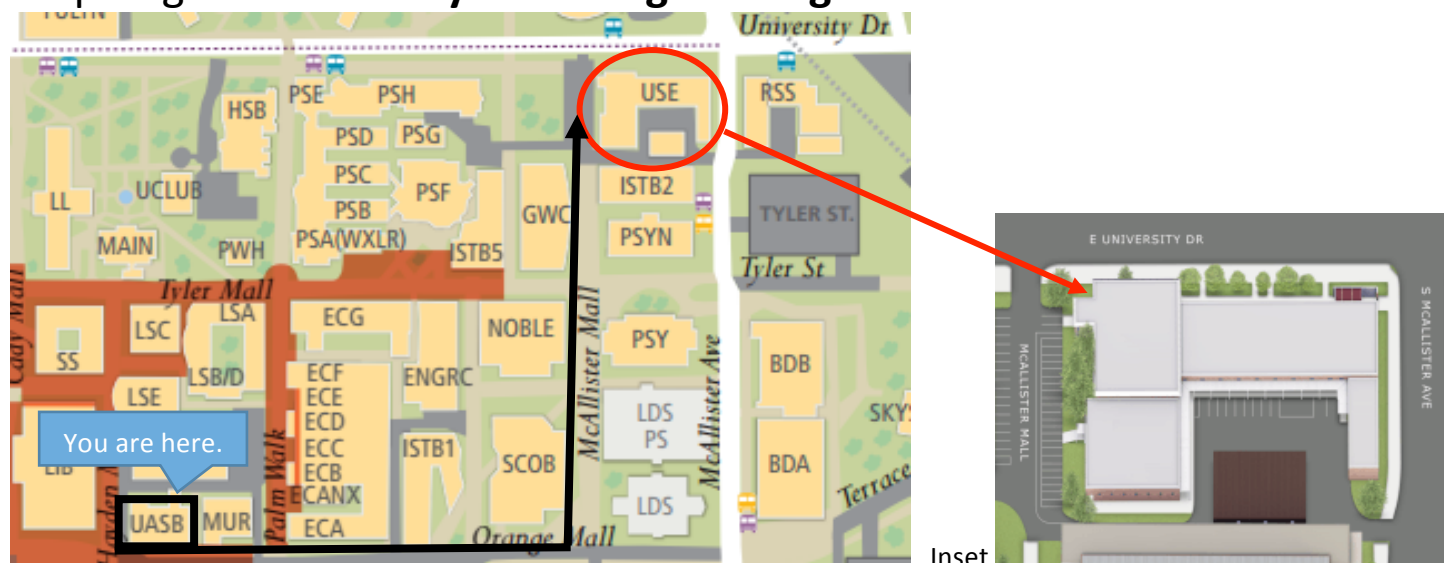 University Dr
HSB
PSE
PSH
USE
RSS
PSD
PSG
PSC
LL
UCLUB
PSB
PSF
GWC
ISTB2
TYLER ST.
MAIN
PWH
PSA(WXLR)
ISTB5
PSYN
Tyler St
Tyler Mall
Cady Mall
SS
LSC
LSA
ECG
NOBLE
McAllister Mall
PSY
McAllister Ave
BDB
LSB/D
LSE
ECF
ECE
ECD
ECC
ECB
ECANX
ECA
ENGRC
LDS
PS
SKYS
You are here.
LIB
Palm Walk
ISTB1
SCOB
BDA
Terrace
Hayden
UASB
MUR
LDS
Orange Mall
Inset
E UNIVERSITY DR
MCALLISTER MALL
S MCALLISTER AVE